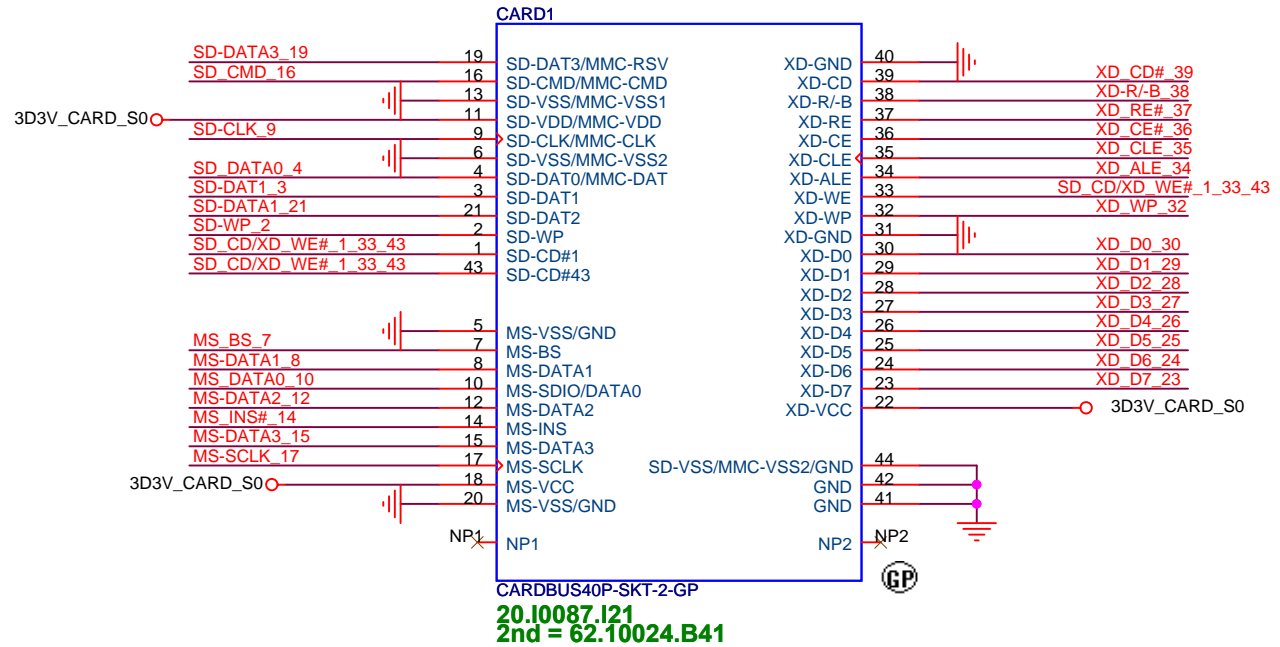 CARD1
SD-DATA3_19 19 SD-DAT3/MMC-RSV
SD_CMD_16 16 SD-CMD/MMC-CMD
13 SD-VSS/MMC-VSS1
3D3V_CARD_S0 11 SD-VDD/MMC-VDD
SD-CLK_9 9 SD-CLK/MMC-CLK
6 SD-VSS/MMC-VSS2
SD_DATA0_4 4 SD-DAT0/MMC-DAT
SD-DAT1_3 3 SD-DAT1
SD-DATA1_21 21 SD-DAT2
SD-WP_2 2 SD-WP
SD_CD/XD_WE#_1_33_43 1 SD-CD#1
SD_CD/XD_WE#_1_33_43 43 SD-CD#43
5 MS-VSS/GND
MS_BS_7 7 MS-BS
MS-DATA1_8 8 MS-DATA1
MS_DATA0_10 10 MS-SDIO/DATA0
MS-DATA2_12 12 MS-DATA2
MS_INS#_14 14 MS-INS
MS-DATA3_15 15 MS-DATA3
MS-SCLK_17 17 MS-SCLK
3D3V_CARD_S0 18 MS-VCC
20 MS-VSS/GND
NP1 NP1
XD-GND 40
XD-CD 39 XD_CD#_39
XD-R/-B 38 XD-R/-B_38
XD-RE 37 XD_RE#_37
XD-CE 36 XD_CE#_36
XD-CLE 35 XD_CLE_35
XD-ALE 34 XD_ALE_34
XD-WE 33 SD_CD/XD_WE#_1_33_43
XD-WP 32 XD_WP_32
XD-GND 31
XD-D0 30 XD_D0_30
XD-D1 29 XD_D1_29
XD-D2 28 XD_D2_28
XD-D3 27 XD_D3_27
XD-D4 26 XD_D4_26
XD-D5 25 XD_D5_25
XD-D6 24 XD_D6_24
XD-D7 23 XD_D7_23
XD-VCC 22 3D3V_CARD_S0
SD-VSS/MMC-VSS2/GND 44
GND 42
GND 41
NP2 NP2
GP
CARDBUS40P-SKT-2-GP
20.I0087.I21
2nd = 62.10024.B41